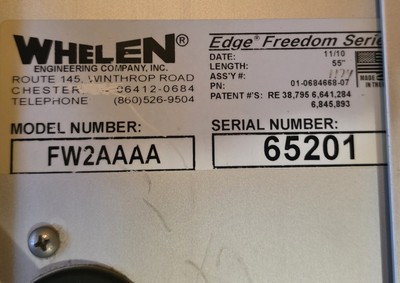 WHELEN®
ENGINEERING COMPANY, INC.
ROUTE 145, WINTHROP ROAD
CHESTER 06412-0684
TELEPHONE (860)526-9504
MODEL NUMBER:
FW2AAAA
Edge® Freedom Serie
DATE: 11/10
LENGTH: 55"
ASS'Y #:
PN: 01-0684668-07
PATENT #'S: RE 38,795 6,641,284
6,845,893
MADE IN
SERIAL NUMBER:
65201